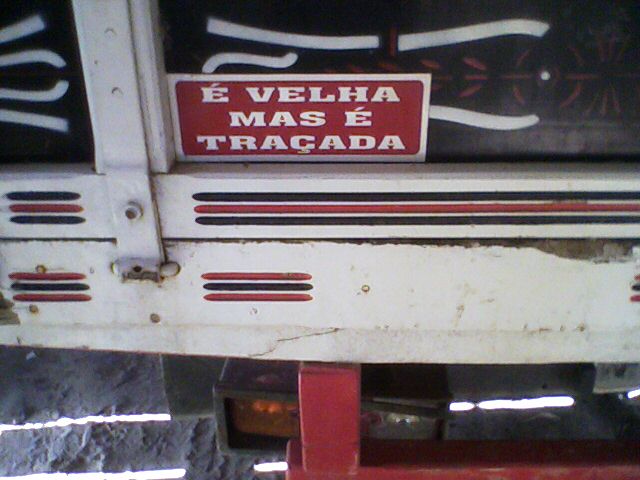 É VELHA
MAS É
TRAÇADA